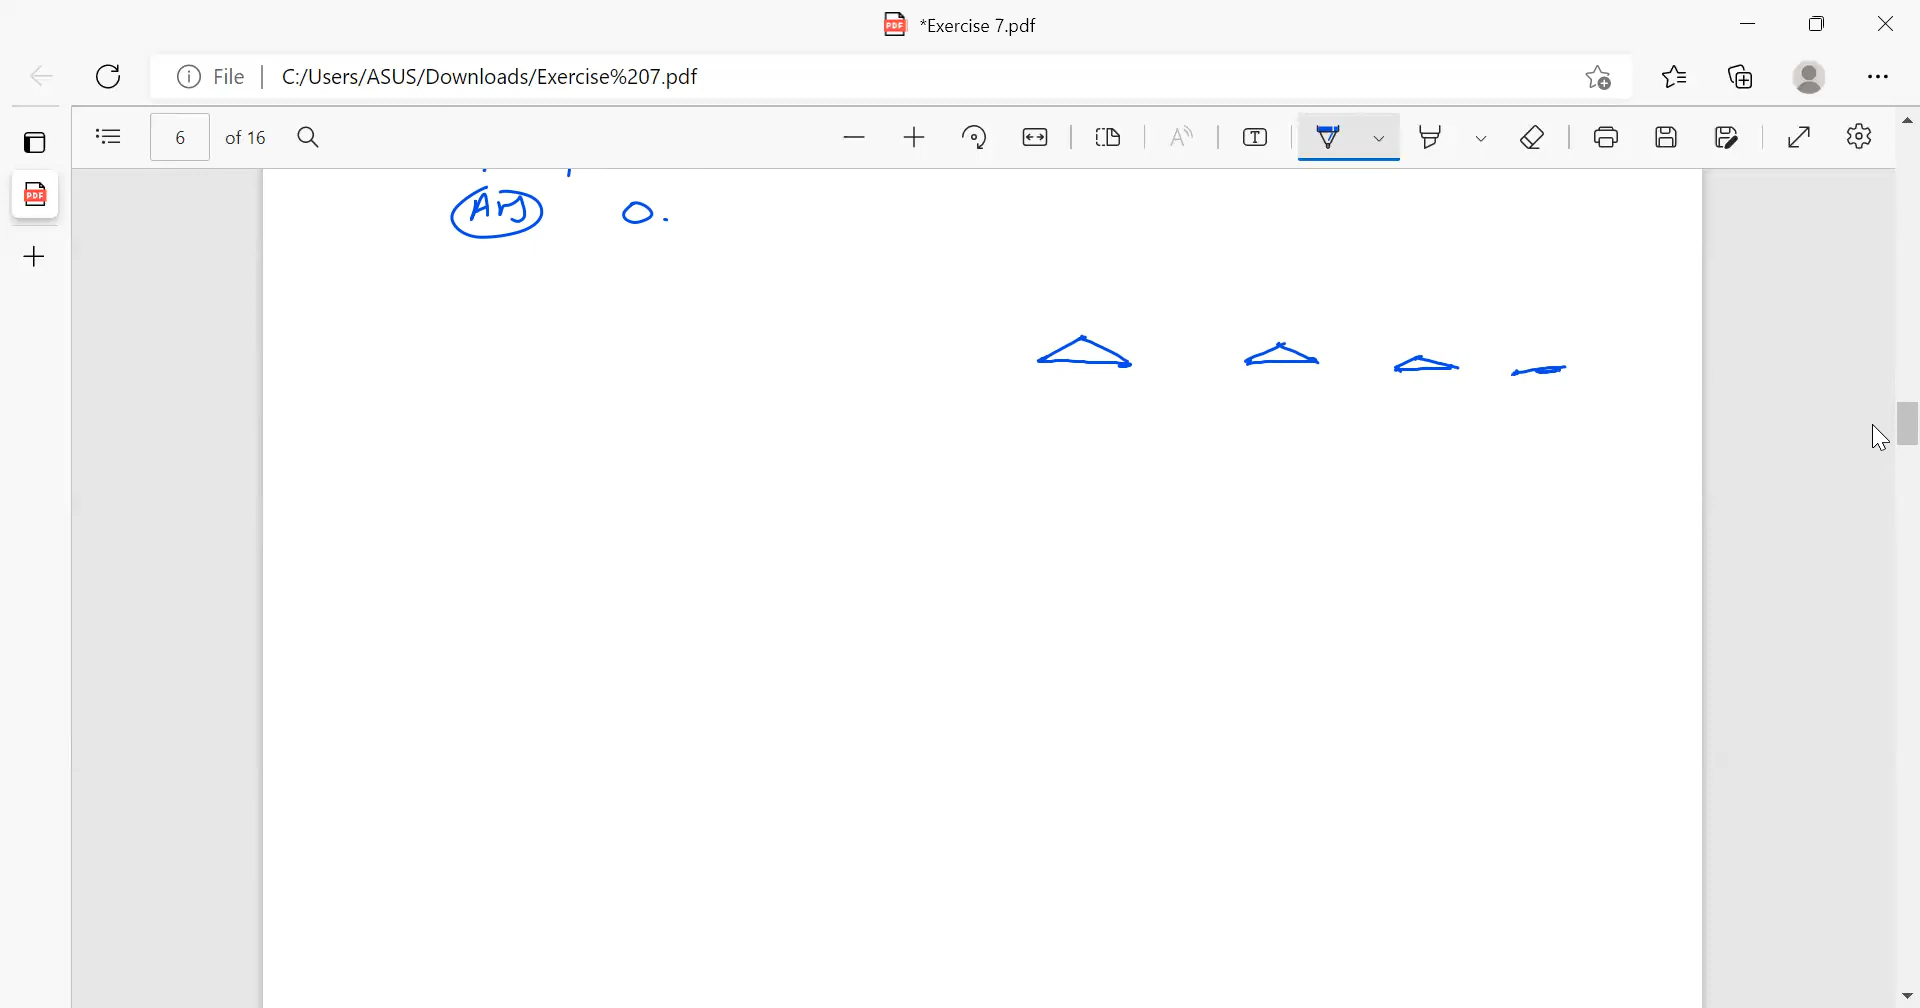 *Exercise 7.pdf
File | C:/Users/ASUS/Downloads/Exercise%207.pdf
6 of 16
Ans 0.